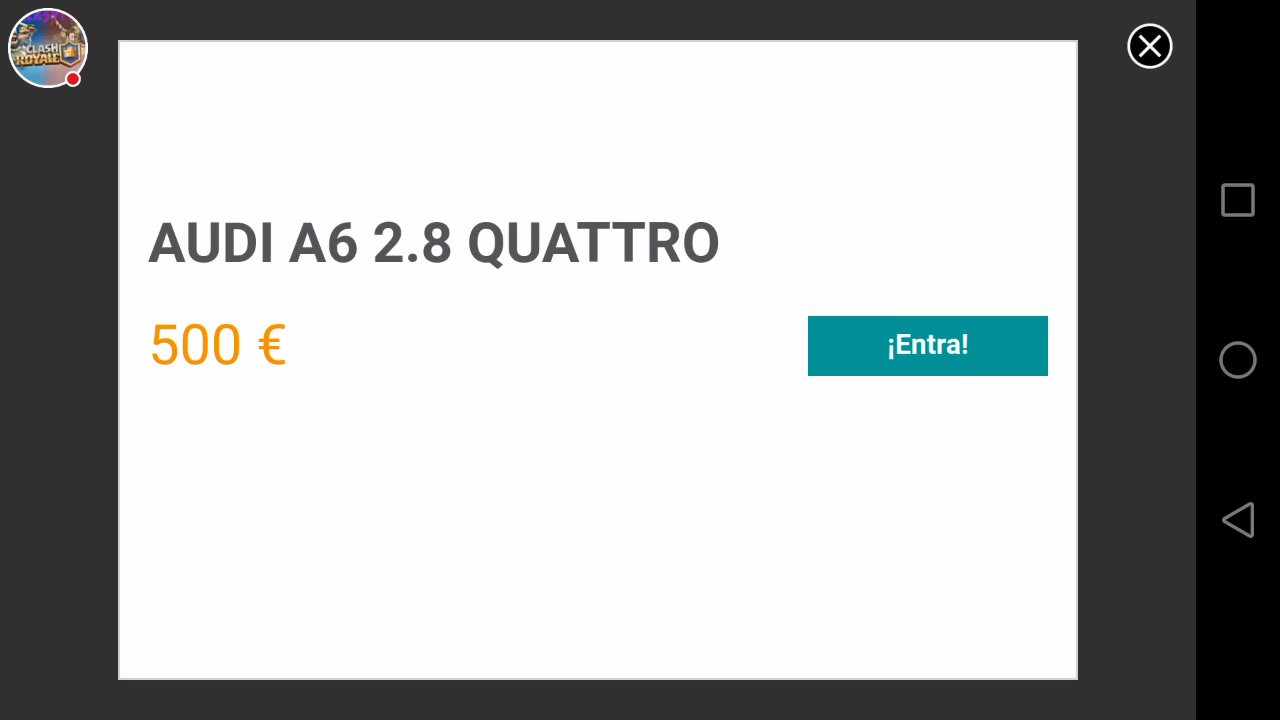 CLASH
ROYALE
AUDI A6 2.8 QUATTRO
500 €
¡Entra!